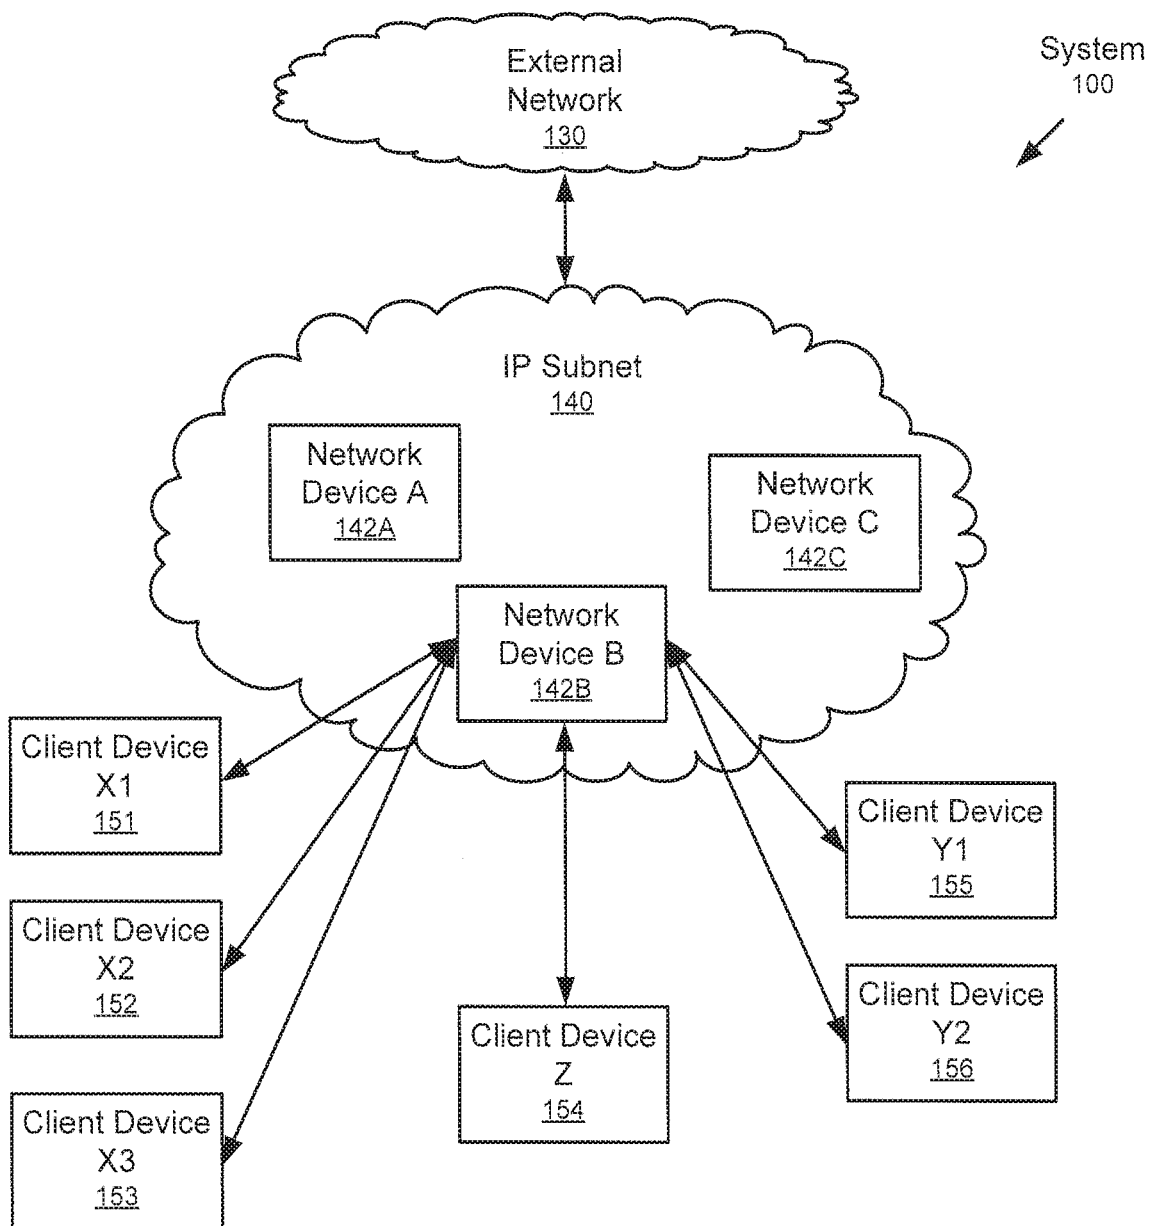 External
Network
130
System
100
IP Subnet
140
Network
Device A
142A
Network
Device C
142C
Network
Device B
142B
Client Device
X1
151
Client Device
Y1
155
Client Device
X2
152
Client Device
Y2
156
Client Device
Z
154
Client Device
X3
153